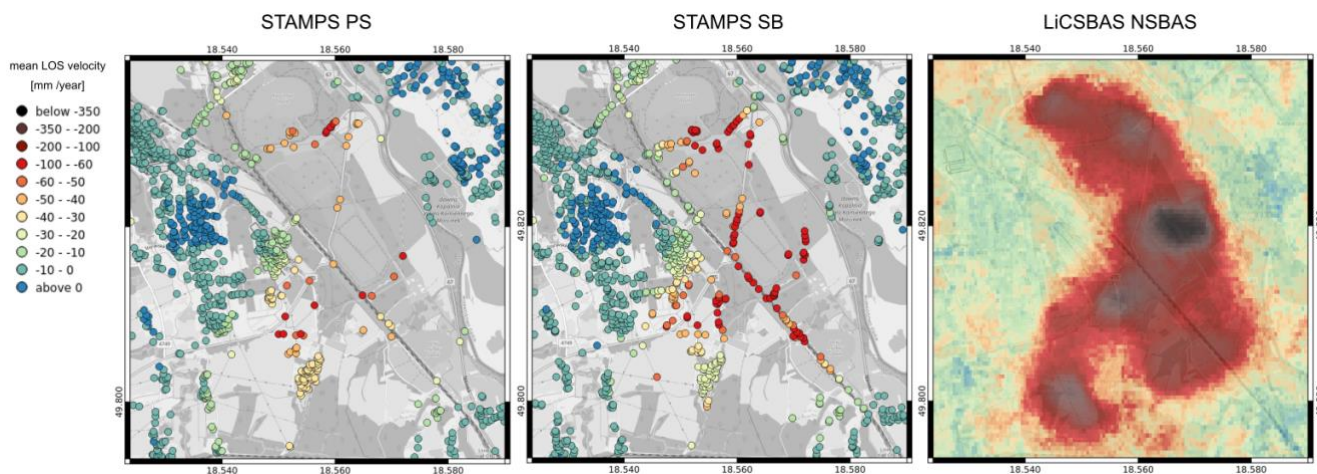 STAMPS PS
STAMPS SB
LiCSBAS NSBAS
18.540 18.560 18.580
18.540 18.560 18.580
18.540 18.560 18.580
mean LOS velocity
[mm /year]
below -350
-350 - -200
-200 - -100
-100 - -60
-60 - -50
-50 - -40
-40 - -30
-30 - -20
-20 - -10
-10 - 0
above 0
49.820
49.820
49.800
49.800
18.540 18.560 18.580
18.540 18.560 18.580
18.540 18.560 18.580